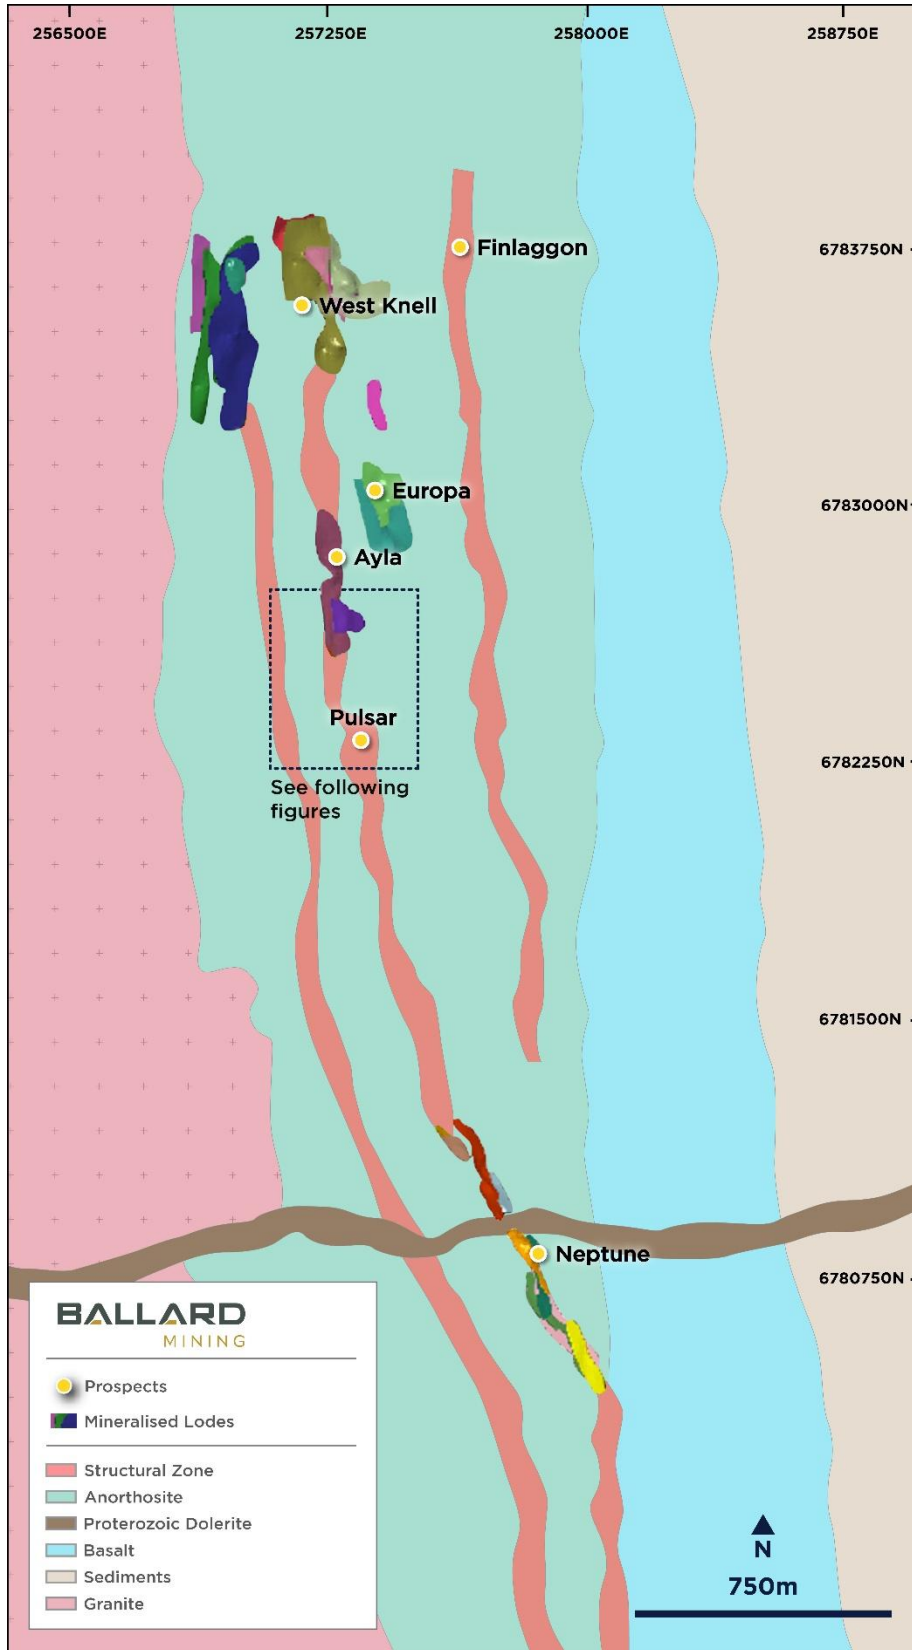 256500E 257250E 258000E 258750E
Finlaggon
6783750N
West Knell
Europa
6783000N
Ayla
Pulsar
6782250N
See following
figures
6781500N
Neptune
6780750N
BALLARD
MINING
Prospects
Mineralised Lodes
Structural Zone
Anorthosite
Proterozoic Dolerite
Basalt
Sediments
Granite
N
750m